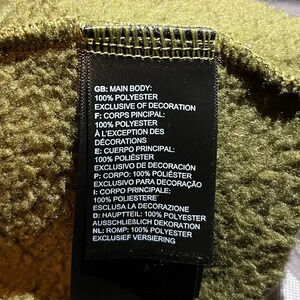 GB: MAIN BODY:
100% POLYESTER
EXCLUSIVE OF DECORATION
F: CORPS PINCIPAL:
100% POLYESTER
À L'EXCEPTION DES
DÉCORATIONS
E: CUERPO PRINCIPAL:
100% POLIÉSTER
EXCLUSIVO DE DECORACIÓN
P: CORPO: 100% POLIÉSTER
EXCLUSIVO PARA DECORAÇÃO
I: CORPO PRINCIPALE:
100% POLIESTERE
ESCLUSA LA DECORAZIONE
D: HAUPTTEIL: 100% POLYESTER
AUSSCHLIEßLICH DEKORATION
NL: ROMP: 100% POLYESTER
EXCLUSIEF VERSIERING